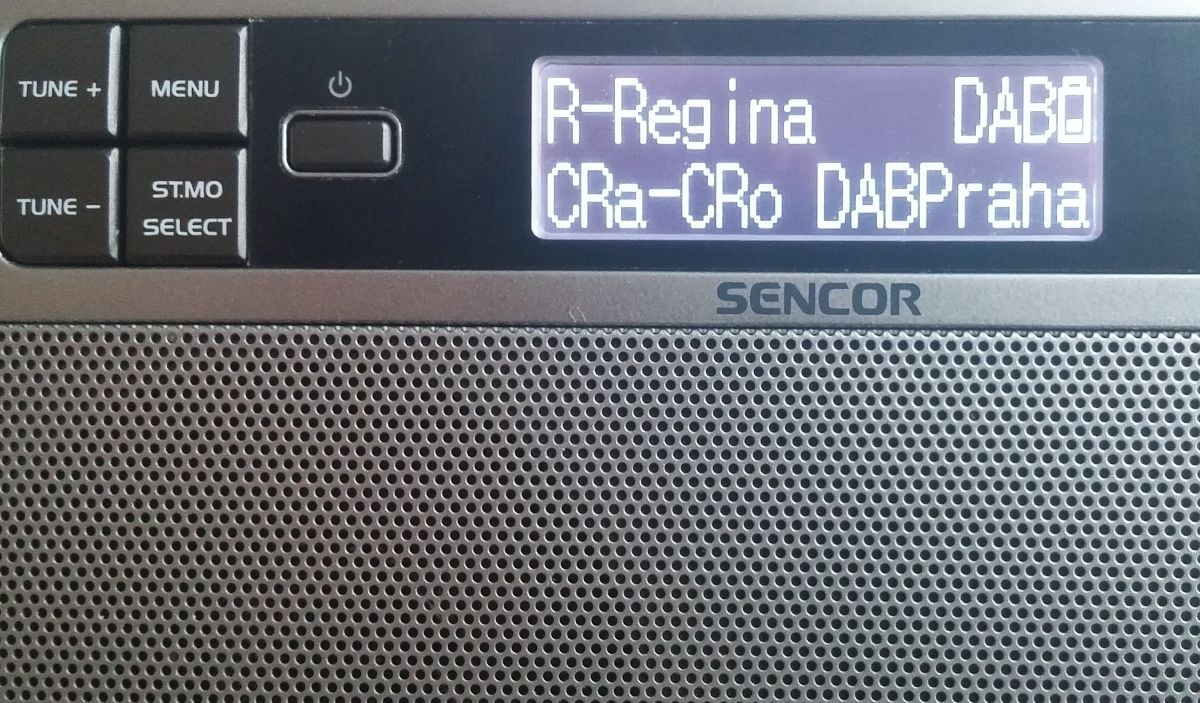 TUNE + MENU
TUNE - ST.MO
SELECT
R-Regina DAB
CRa-CRo DABPraha
SENCOR